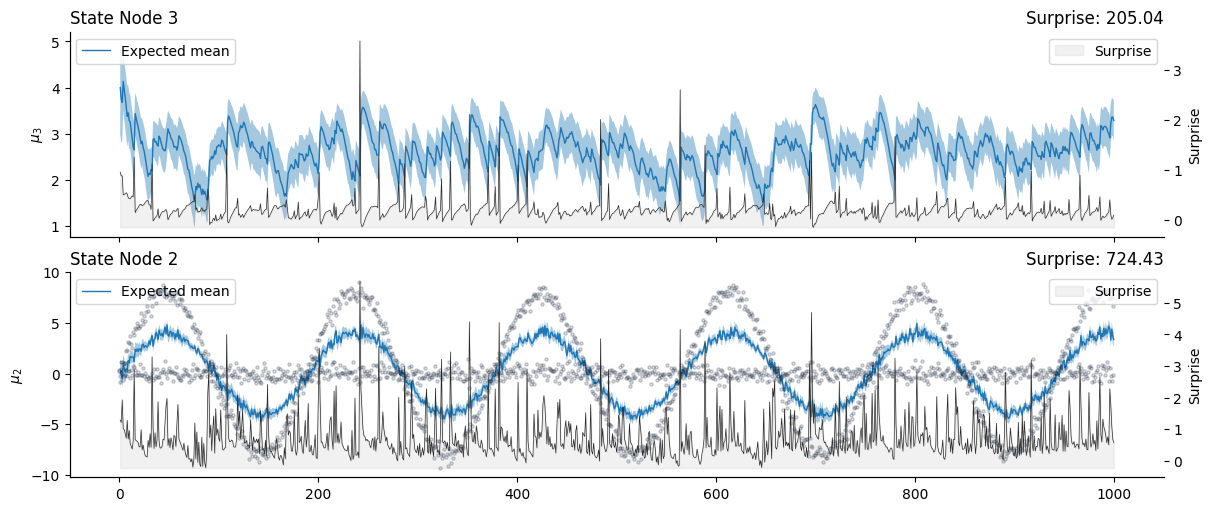 State Node 3 Surprise: 205.04
Expected mean Surprise
5
4
3
2
1
μ3
3
2
1
0
Surprise
State Node 2 Surprise: 724.43
Expected mean Surprise
10
5
0
−5
−10
μ2
5
4
3
2
1
0
Surprise
0 200 400 600 800 1000